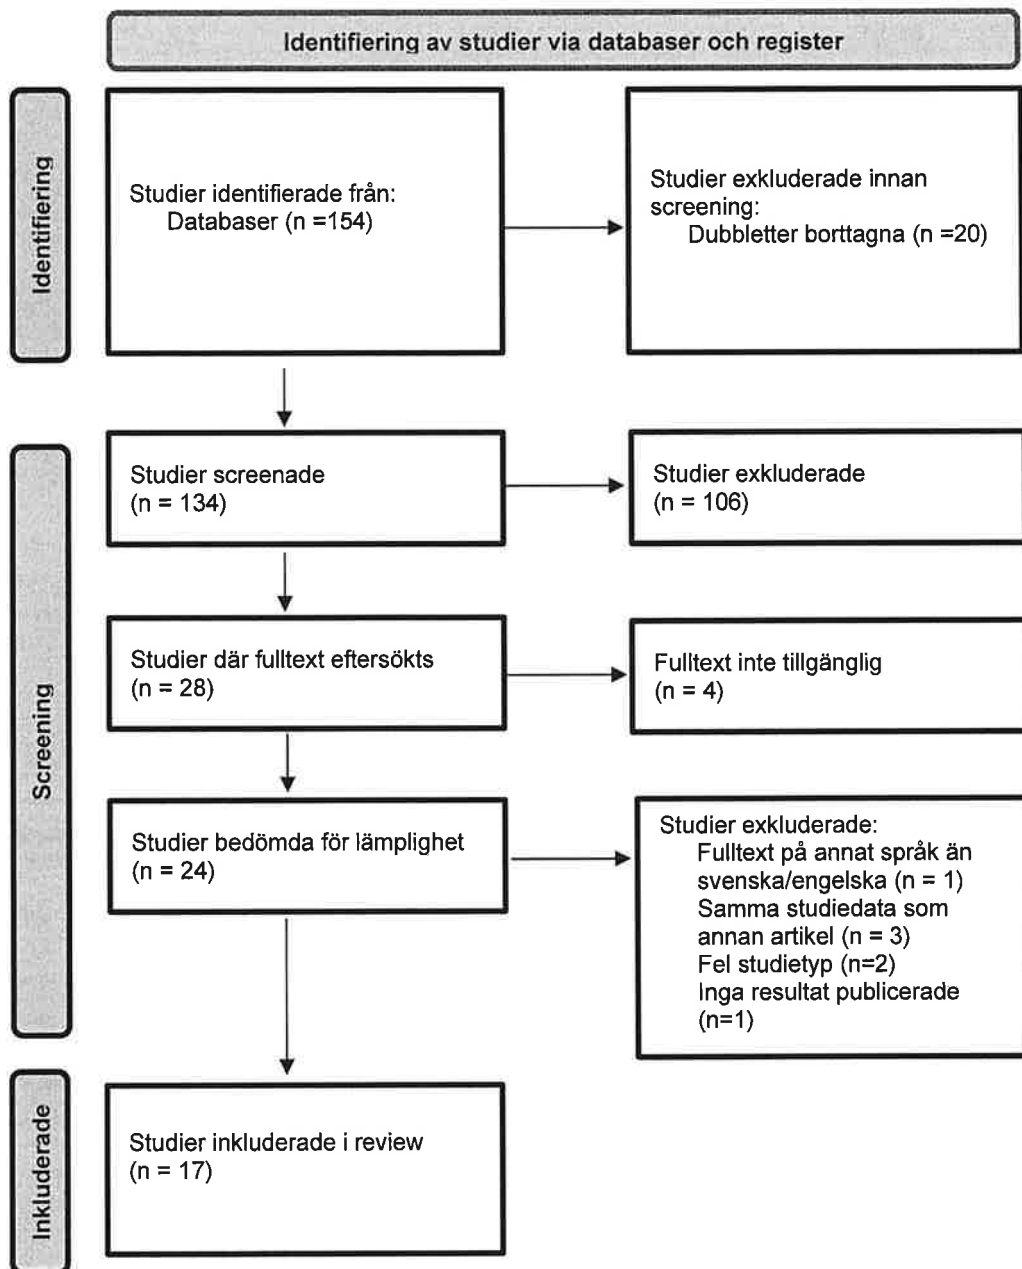 Identifiering av studier via databaser och register
Identifiering
Studier identifierade från:
Databaser (n =154)
Studier exkluderade innan
screening:
Dubbletter borttagna (n =20)
Screening
Studier screenade
(n = 134)
Studier exkluderade
(n = 106)
Studier där fulltext eftersökts
(n = 28)
Fulltext inte tillgänglig
(n = 4)
Studier bedömda för lämplighet
(n = 24)
Studier exkluderade:
Fulltext på annat språk än
svenska/engelska (n = 1)
Samma studiedata som
annan artikel (n = 3)
Fel studietyp (n=2)
Inga resultat publicerade
(n=1)
Inkluderade
Studier inkluderade i review
(n = 17)